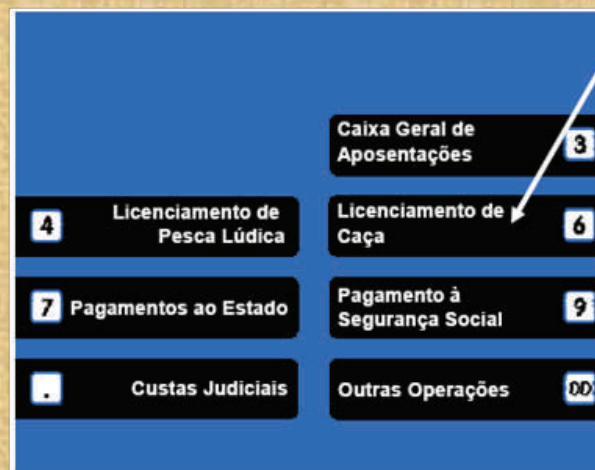 Caixa Geral de
Aposentações
3
4
Licenciamento de
Pesca Lúdica
Licenciamento de
Caça
6
7
Pagamentos ao Estado
Pagamento à
Segurança Social
9
.
Custas Judiciais
Outras Operações
00